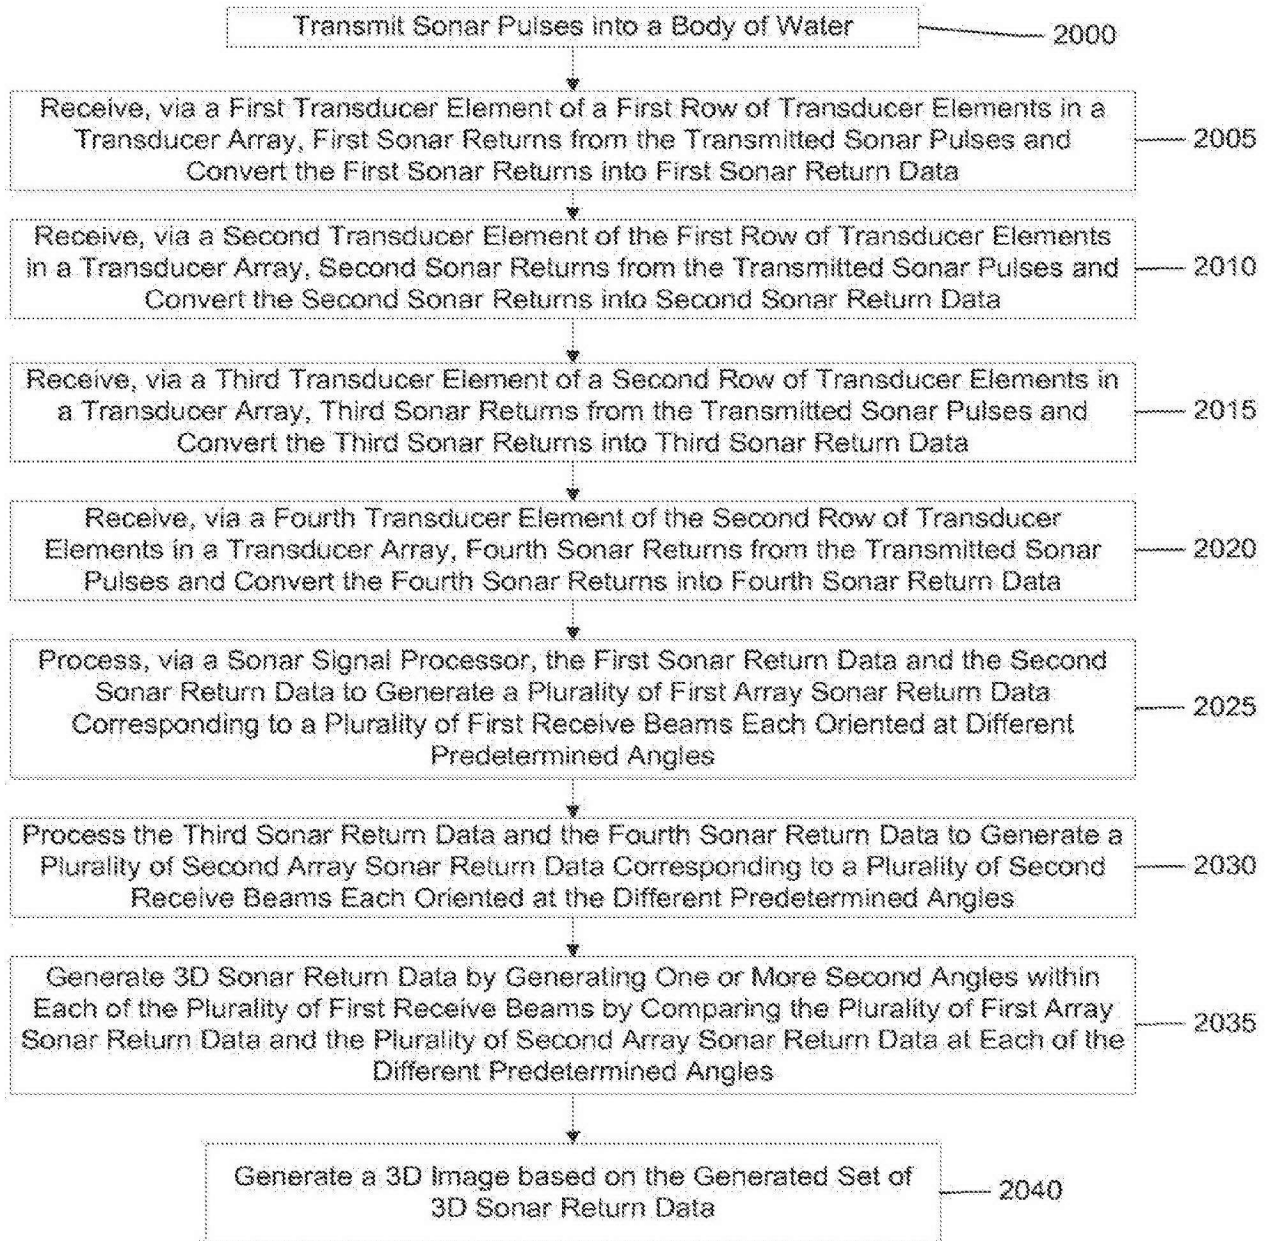 Transmit Sonar Pulses into a Body of Water
2000
Receive, via a First Transducer Element of a First Row of Transducer Elements in a
Transducer Array, First Sonar Returns from the Transmitted Sonar Pulses and
Convert the First Sonar Returns into First Sonar Return Data
2005
Receive, via a Second Transducer Element of the First Row of Transducer Elements
in a Transducer Array, Second Sonar Returns from the Transmitted Sonar Pulses and
Convert the Second Sonar Returns into Second Sonar Return Data
2010
Receive, via a Third Transducer Element of a Second Row of Transducer Elements in
a Transducer Array, Third Sonar Returns from the Transmitted Sonar Pulses and
Convert the Third Sonar Returns into Third Sonar Return Data
2015
Receive, via a Fourth Transducer Element of the Second Row of Transducer
Elements in a Transducer Array, Fourth Sonar Returns from the Transmitted Sonar
Pulses and Convert the Fourth Sonar Returns into Fourth Sonar Return Data
2020
Process, via a Sonar Signal Processor, the First Sonar Return Data and the Second
Sonar Return Data to Generate a Plurality of First Array Sonar Return Data
Corresponding to a Plurality of First Receive Beams Each Oriented at Different
Predetermined Angles
2025
Process the Third Sonar Return Data and the Fourth Sonar Return Data to Generate a
Plurality of Second Array Sonar Return Data Corresponding to a Plurality of Second
Receive Beams Each Oriented at the Different Predetermined Angles
2030
Generate 3D Sonar Return Data by Generating One or More Second Angles within
Each of the Plurality of First Receive Beams by Comparing the Plurality of First Array
Sonar Return Data and the Plurality of Second Array Sonar Return Data at Each of the
Different Predetermined Angles
2035
Generate a 3D Image based on the Generated Set of
3D Sonar Return Data
2040